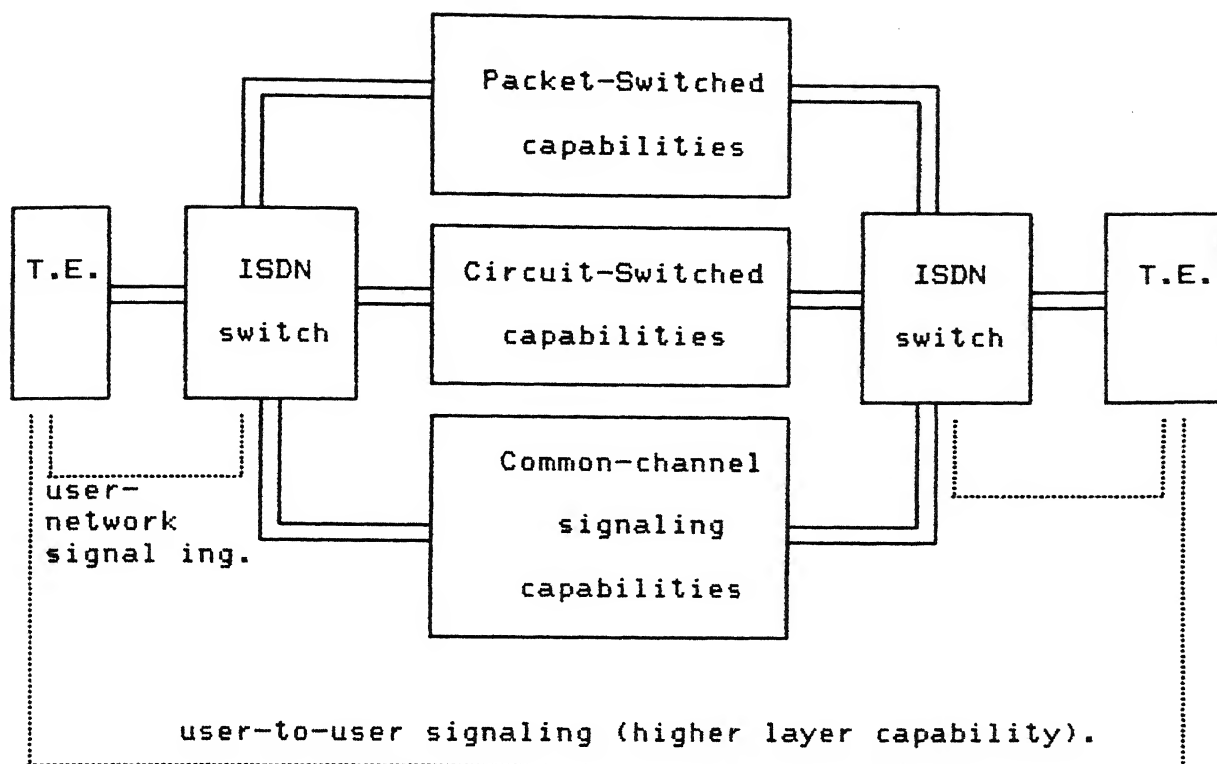 Packet-Switched
capabilities
T.E.
ISDN
switch
Circuit-Switched
capabilities
ISDN
switch
T.E.
Common-channel
signaling
capabilities
user-
network
signal ing.
user-to-user signaling (higher layer capability).